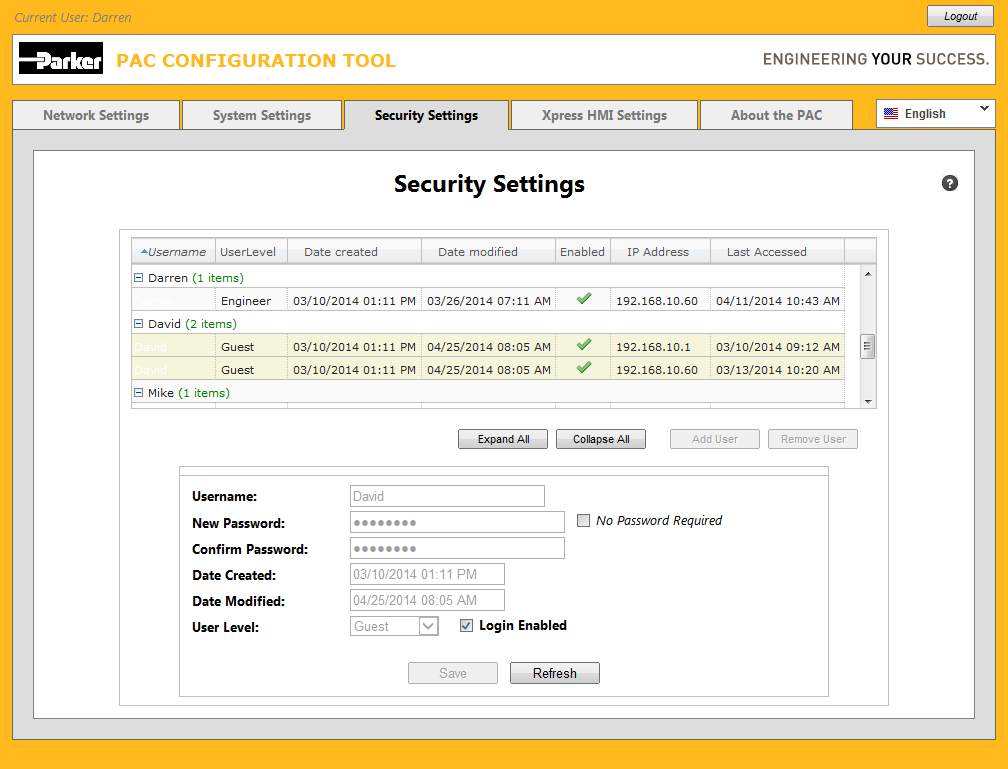 Current User: Darren
Logout
Parker PAC CONFIGURATION TOOL ENGINEERING YOUR SUCCESS.
Network Settings System Settings Security Settings Xpress HMI Settings About the PAC English
Security Settings ?
Username UserLevel Date created Date modified Enabled IP Address Last Accessed
Darren (1 items)
Darren Engineer 03/10/2014 01:11 PM 03/26/2014 07:11 AM 192.168.10.60 04/11/2014 10:43 AM
David (2 items)
David Guest 03/10/2014 01:11 PM 04/25/2014 08:05 AM 192.168.10.1 03/10/2014 09:12 AM
David Guest 03/10/2014 01:11 PM 04/25/2014 08:05 AM 192.168.10.60 03/13/2014 10:20 AM
Mike (1 items)
Expand All Collapse All Add User Remove User
Username: David
New Password: ●●●●●●●● No Password Required
Confirm Password: ●●●●●●●●
Date Created: 03/10/2014 01:11 PM
Date Modified: 04/25/2014 08:05 AM
User Level: Guest Login Enabled
Save Refresh